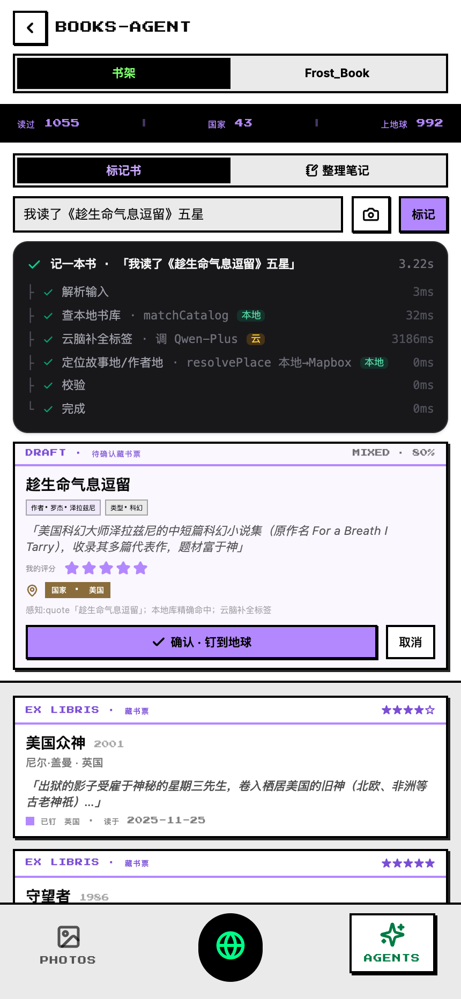 BOOKS-AGENT
书架
Frost_Book
读过 1055
国家 43
上地球 992
标记书
整理笔记
我读了《趁生命气息逗留》五星
标记
记一本书 · 「我读了《趁生命气息逗留》五星」 3.22s
├ 解析输入 3ms
├ 查本地书库 · matchCatalog 本地 32ms
├ 云脑补全标签 · 调 Qwen-Plus 云 3186ms
├ 定位故事地/作者地 · resolvePlace 本地→Mapbox 本地 0ms
├ 校验 0ms
└ 完成 0ms
DRAFT · 待确认藏书票 MIXED · 80%
趁生命气息逗留
作者·罗杰·泽拉兹尼
类型·科幻
「美国科幻大师泽拉兹尼的中短篇科幻小说集（原作名 For a Breath I
Tarry），收录其多篇代表作，题材富于神」
我的评分 ★★★★★
国家 · 美国
感知:quote「趁生命气息逗留」；本地库精确命中；云脑补全标签
确认 · 钉到地球
取消
EX LIBRIS · 藏书票 ★★★★☆
美国众神 2001
尼尔·盖曼 · 英国
「出狱的影子受雇于神秘的星期三先生，卷入栖居美国的旧神（北欧、非洲等
古老神祇）…」
已钉 英国 · 读于 2025-11-25
EX LIBRIS · 藏书票 ★★★★★
守望者 1986
PHOTOS
AGENTS